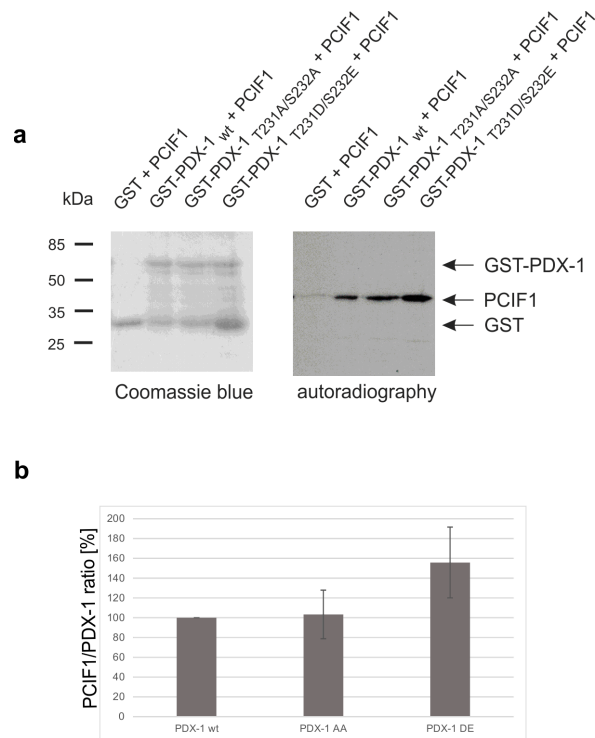 a
kDa
GST + PCIF1
GST-PDX-1 wt + PCIF1
GST-PDX-1 T231A/S232A + PCIF1
GST-PDX-1 T231D/S232E + PCIF1
GST + PCIF1
GST-PDX-1 wt + PCIF1
GST-PDX-1 T231A/S232A + PCIF1
GST-PDX-1 T231D/S232E + PCIF1
85
50
35
25
GST-PDX-1
PCIF1
GST
Coomassie blue
autoradiography
b
PCIF1/PDX-1 ratio [%]
200
180
160
140
120
100
80
60
40
20
0
PDX-1 wt
PDX-1 AA
PDX-1 DE